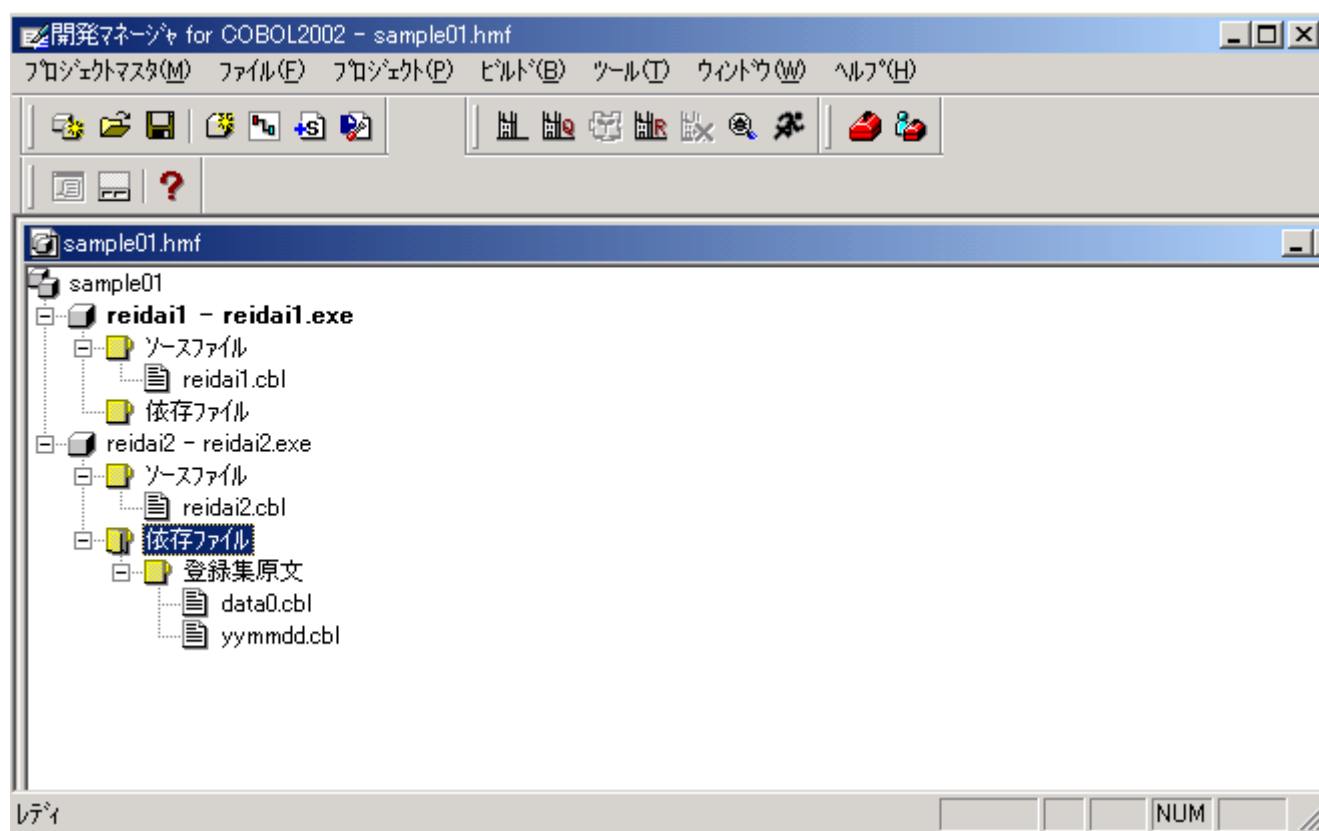 開発ﾏﾈｰｼﾞｬ for COBOL2002 - sample01.hmf
ﾌﾟﾛｼﾞｪｸﾄﾏｽﾀ(M) ﾌｧｲﾙ(F) ﾌﾟﾛｼﾞｪｸﾄ(P) ﾋﾞﾙﾄﾞ(B) ﾂｰﾙ(T) ｳｨﾝﾄﾞｳ(W) ﾍﾙﾌﾟ(H)
sample01.hmf
sample01
reidai1 - reidai1.exe
ｿｰｽﾌｧｲﾙ
reidai1.cbl
依存ﾌｧｲﾙ
reidai2 - reidai2.exe
ｿｰｽﾌｧｲﾙ
reidai2.cbl
依存ﾌｧｲﾙ
登録集原文
data0.cbl
yymmdd.cbl
ﾚﾃﾞｨ NUM